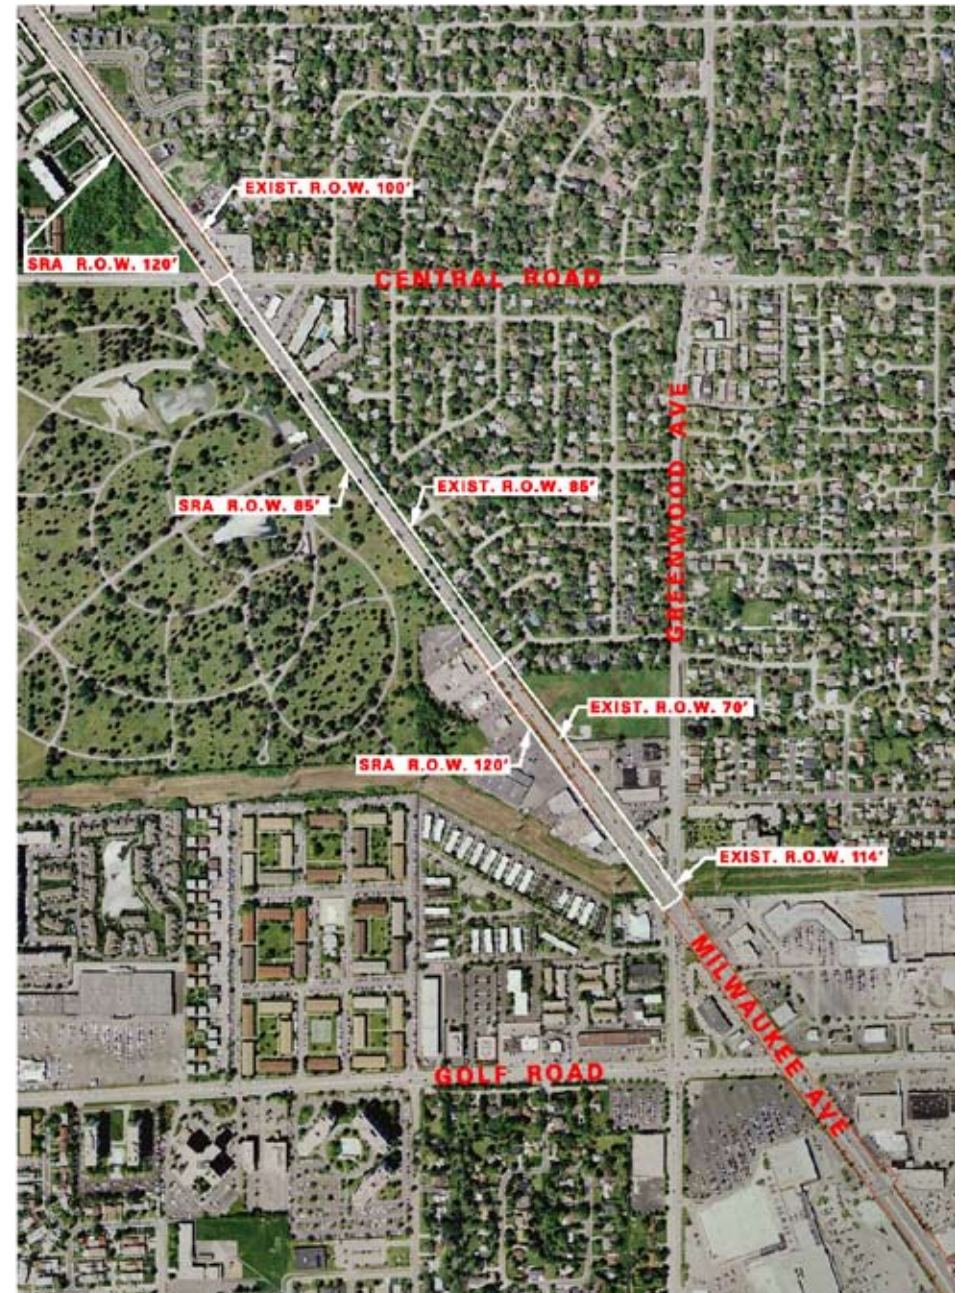 EXIST. R.O.W. 100'
SRA R.O.W. 120'
CENTRAL ROAD
GREENWOOD AVE
EXIST. R.O.W. 85'
SRA R.O.W. 85'
EXIST. R.O.W. 70'
SRA R.O.W. 120'
EXIST. R.O.W. 114'
MILWAUKEE AVE
GOLF ROAD